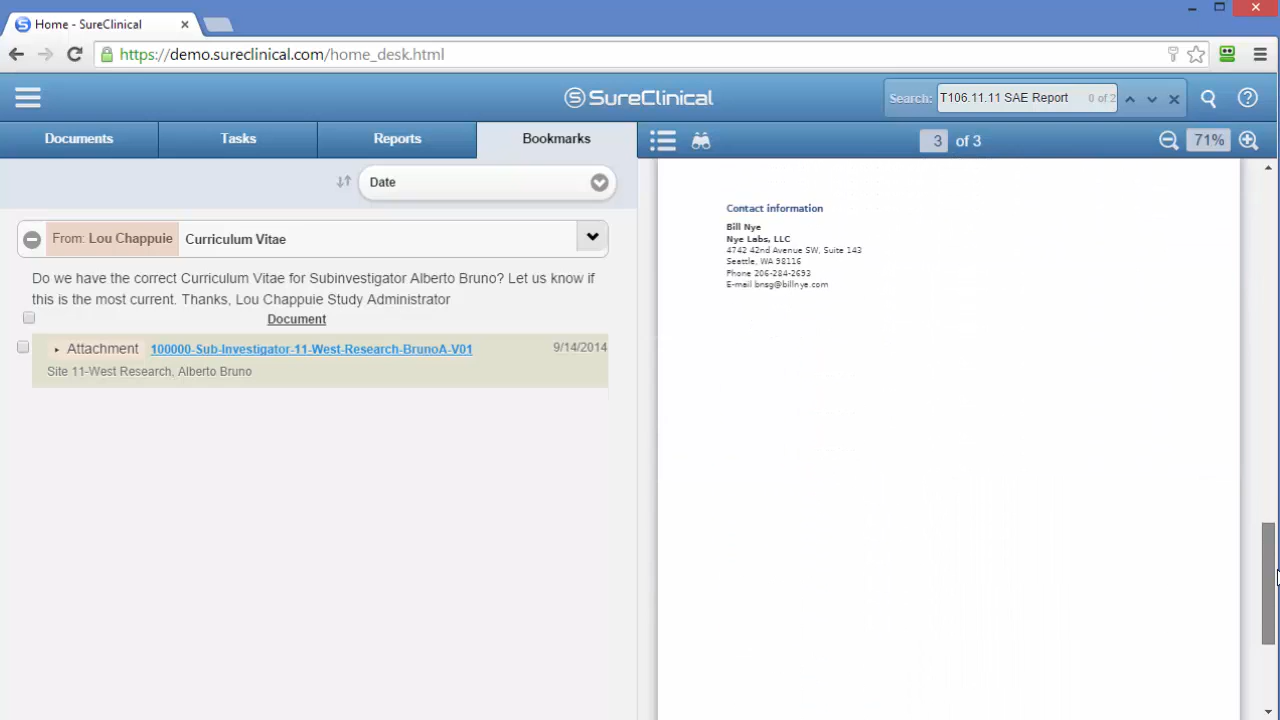 Home - SureClinical
https://demo.sureclinical.com/home_desk.html
SureClinical
Search: T106.11.11 SAE Report 0 of 2
Documents Tasks Reports Bookmarks
3 of 3
71%
Date
From: Lou Chappuie Curriculum Vitae
Do we have the correct Curriculum Vitae for Subinvestigator Alberto Bruno? Let us know if
this is the most current. Thanks, Lou Chappuie Study Administrator
Document
Attachment 100000-Sub-Investigator-11-West-Research-BrunoA-V01 9/14/2014
Site 11-West Research, Alberto Bruno
Contact information
Bill Nye
Nye Labs, LLC
4742 42nd Avenue SW, Suite 143
Seattle, WA 98116
Phone 206-284-2693
E-mail bnsg@billnye.com